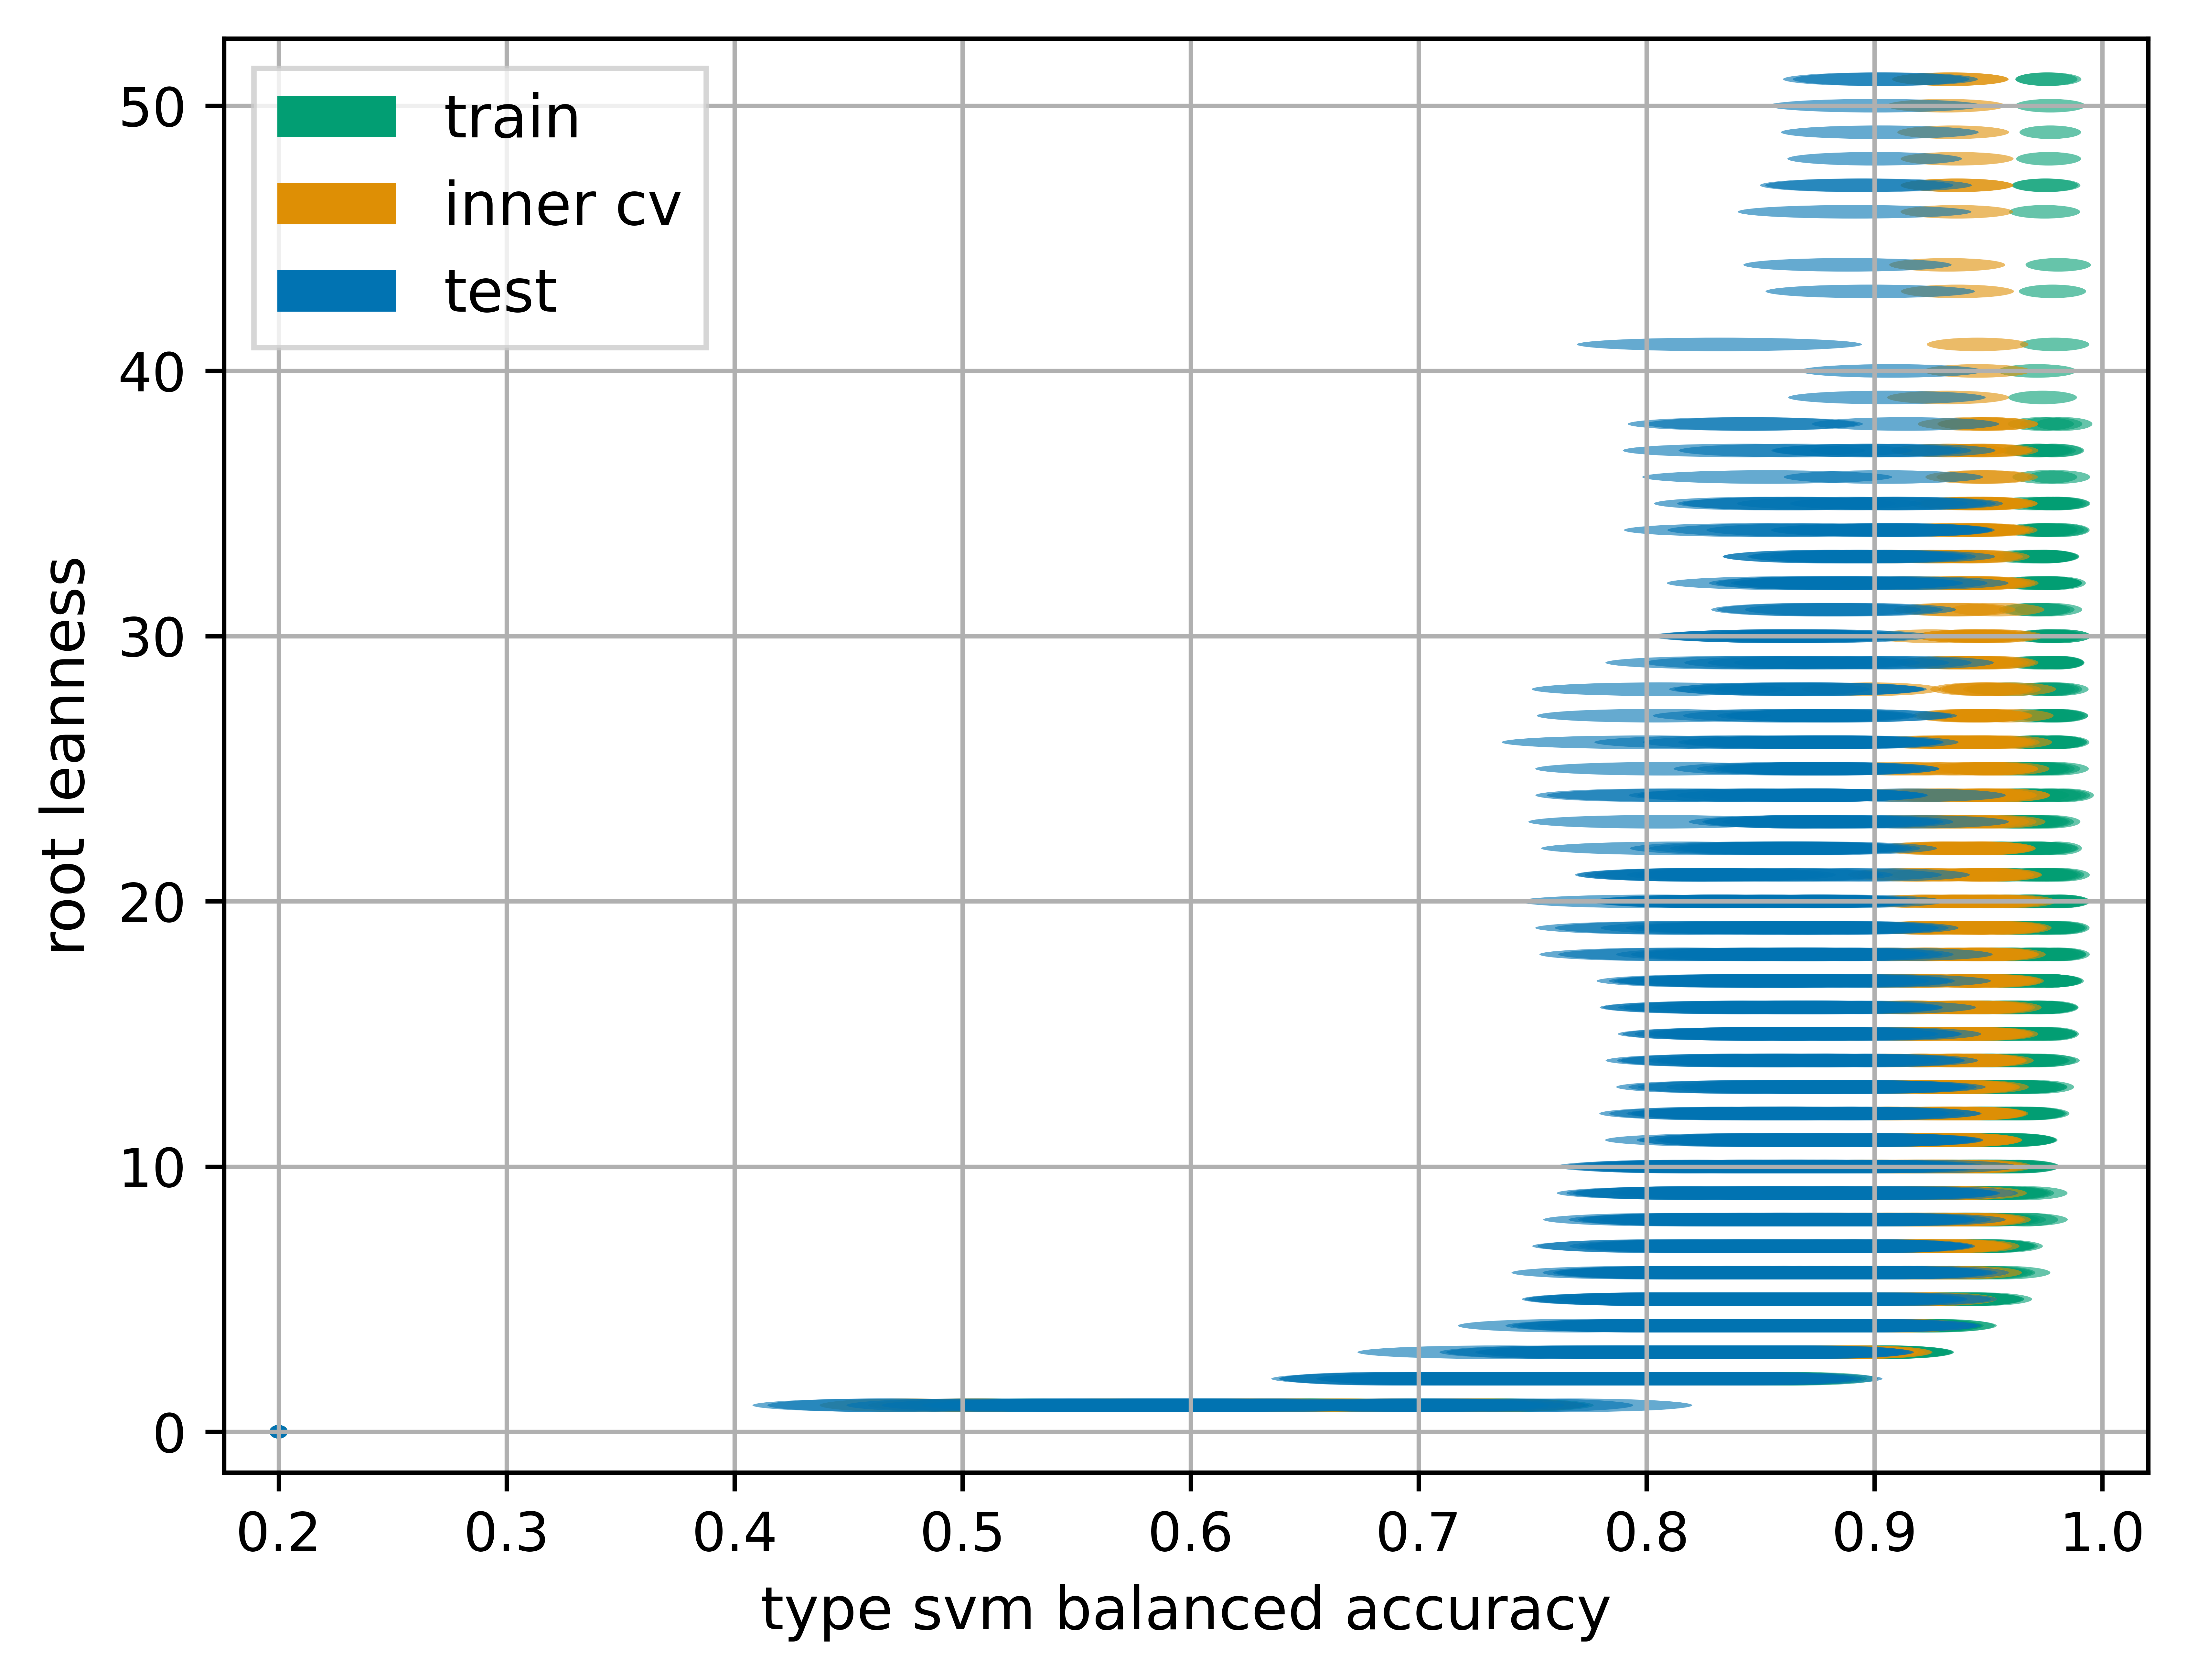 train
inner cv
test
50
40
30
20
10
0
root leanness
0.2 0.3 0.4 0.5 0.6 0.7 0.8 0.9 1.0
type svm balanced accuracy